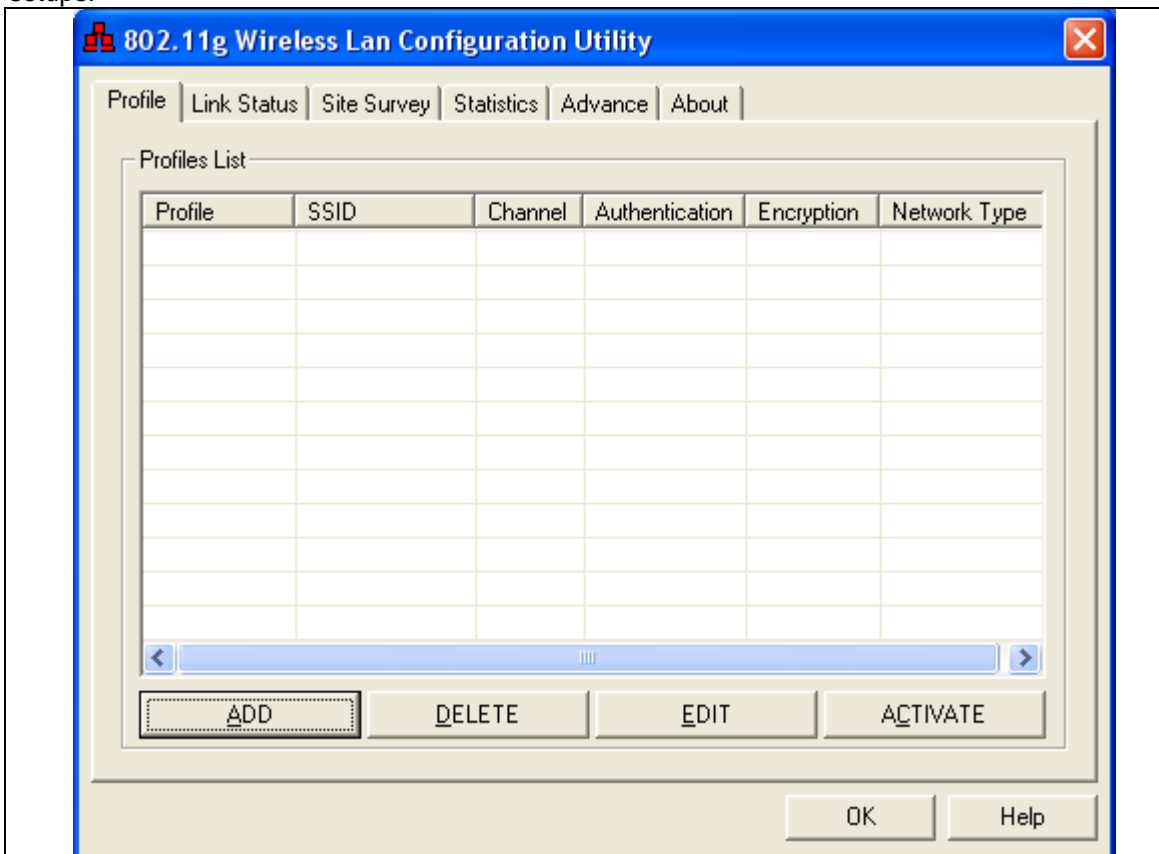 setups.
802.11g Wireless Lan Configuration Utility
Profile Link Status Site Survey Statistics Advance About
Profiles List
Profile SSID Channel Authentication Encryption Network Type
ADD DELETE EDIT ACTIVATE
OK Help